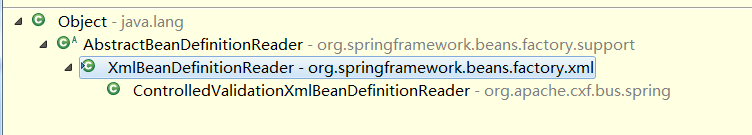 Object - java.lang
AbstractBeanDefinitionReader - org.springframework.beans.factory.support
XmlBeanDefinitionReader - org.springframework.beans.factory.xml
ControlledValidationXmlBeanDefinitionReader - org.apache.cxf.bus.spring